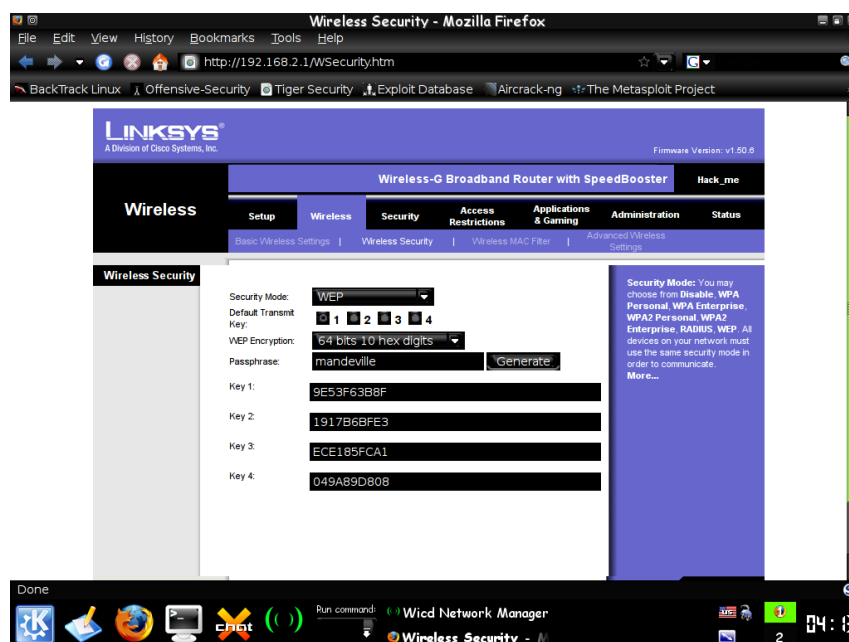 Wireless Security - Mozilla Firefox
File Edit View History Bookmarks Tools Help
http://192.168.2.1/WSecurity.htm
BackTrack Linux Offensive-Security Tiger Security Exploit Database Aircrack-ng The Metasploit Project
LINKSYS®
A Division of Cisco Systems, Inc.
Firmware Version: v1.50.6
Wireless-G Broadband Router with SpeedBooster Hack_me
Wireless
Setup Wireless Security Access Restrictions Applications & Gaming Administration Status
Basic Wireless Settings | Wireless Security | Wireless MAC Filter | Advanced Wireless Settings
Wireless Security
Security Mode: WEP
Default Transmit Key: 1 2 3 4
WEP Encryption: 64 bits 10 hex digits
Passphrase: mandeville Generate
Key 1: 9E53F63B8F
Key 2: 1917B6BFE3
Key 3: ECE185FCA1
Key 4: 049A89D808
Security Mode: You may
choose from Disable, WPA
Personal, WPA Enterprise,
WPA2 Personal, WPA2
Enterprise, RADIUS, WEP. All
devices on your network must
use the same security mode in
order to communicate.
More...
Done
Run command:
Wicd Network Manager
Wireless Security - M
chat
us
1
2
04:1